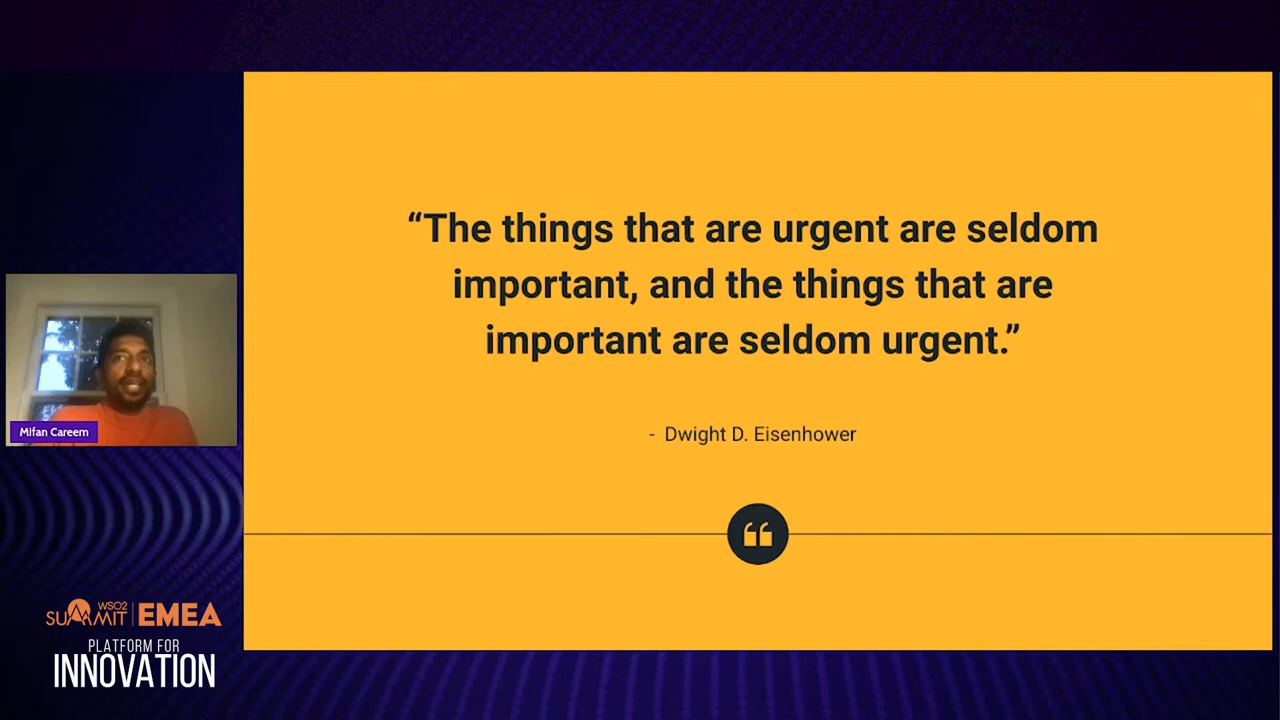 “The things that are urgent are seldom
important, and the things that are
important are seldom urgent.”
- Dwight D. Eisenhower
Mifan Careem
WSO2
SUMMIT | EMEA
PLATFORM FOR
INNOVATION